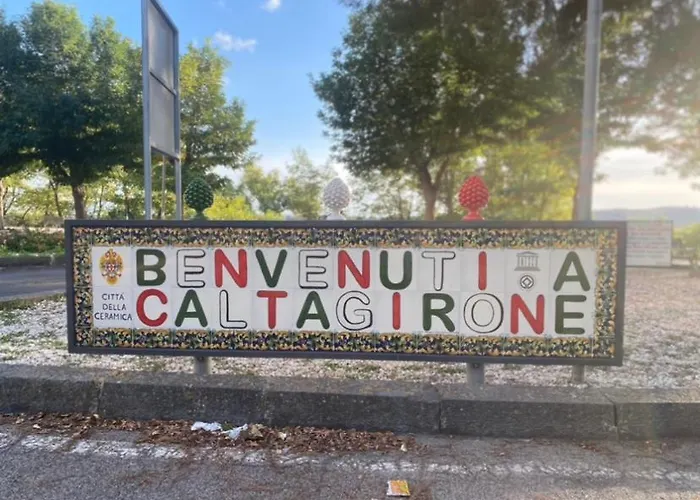 BENVENUTI A
CALTAGIRONE
CITTÀ
DELLA
CERAMICA